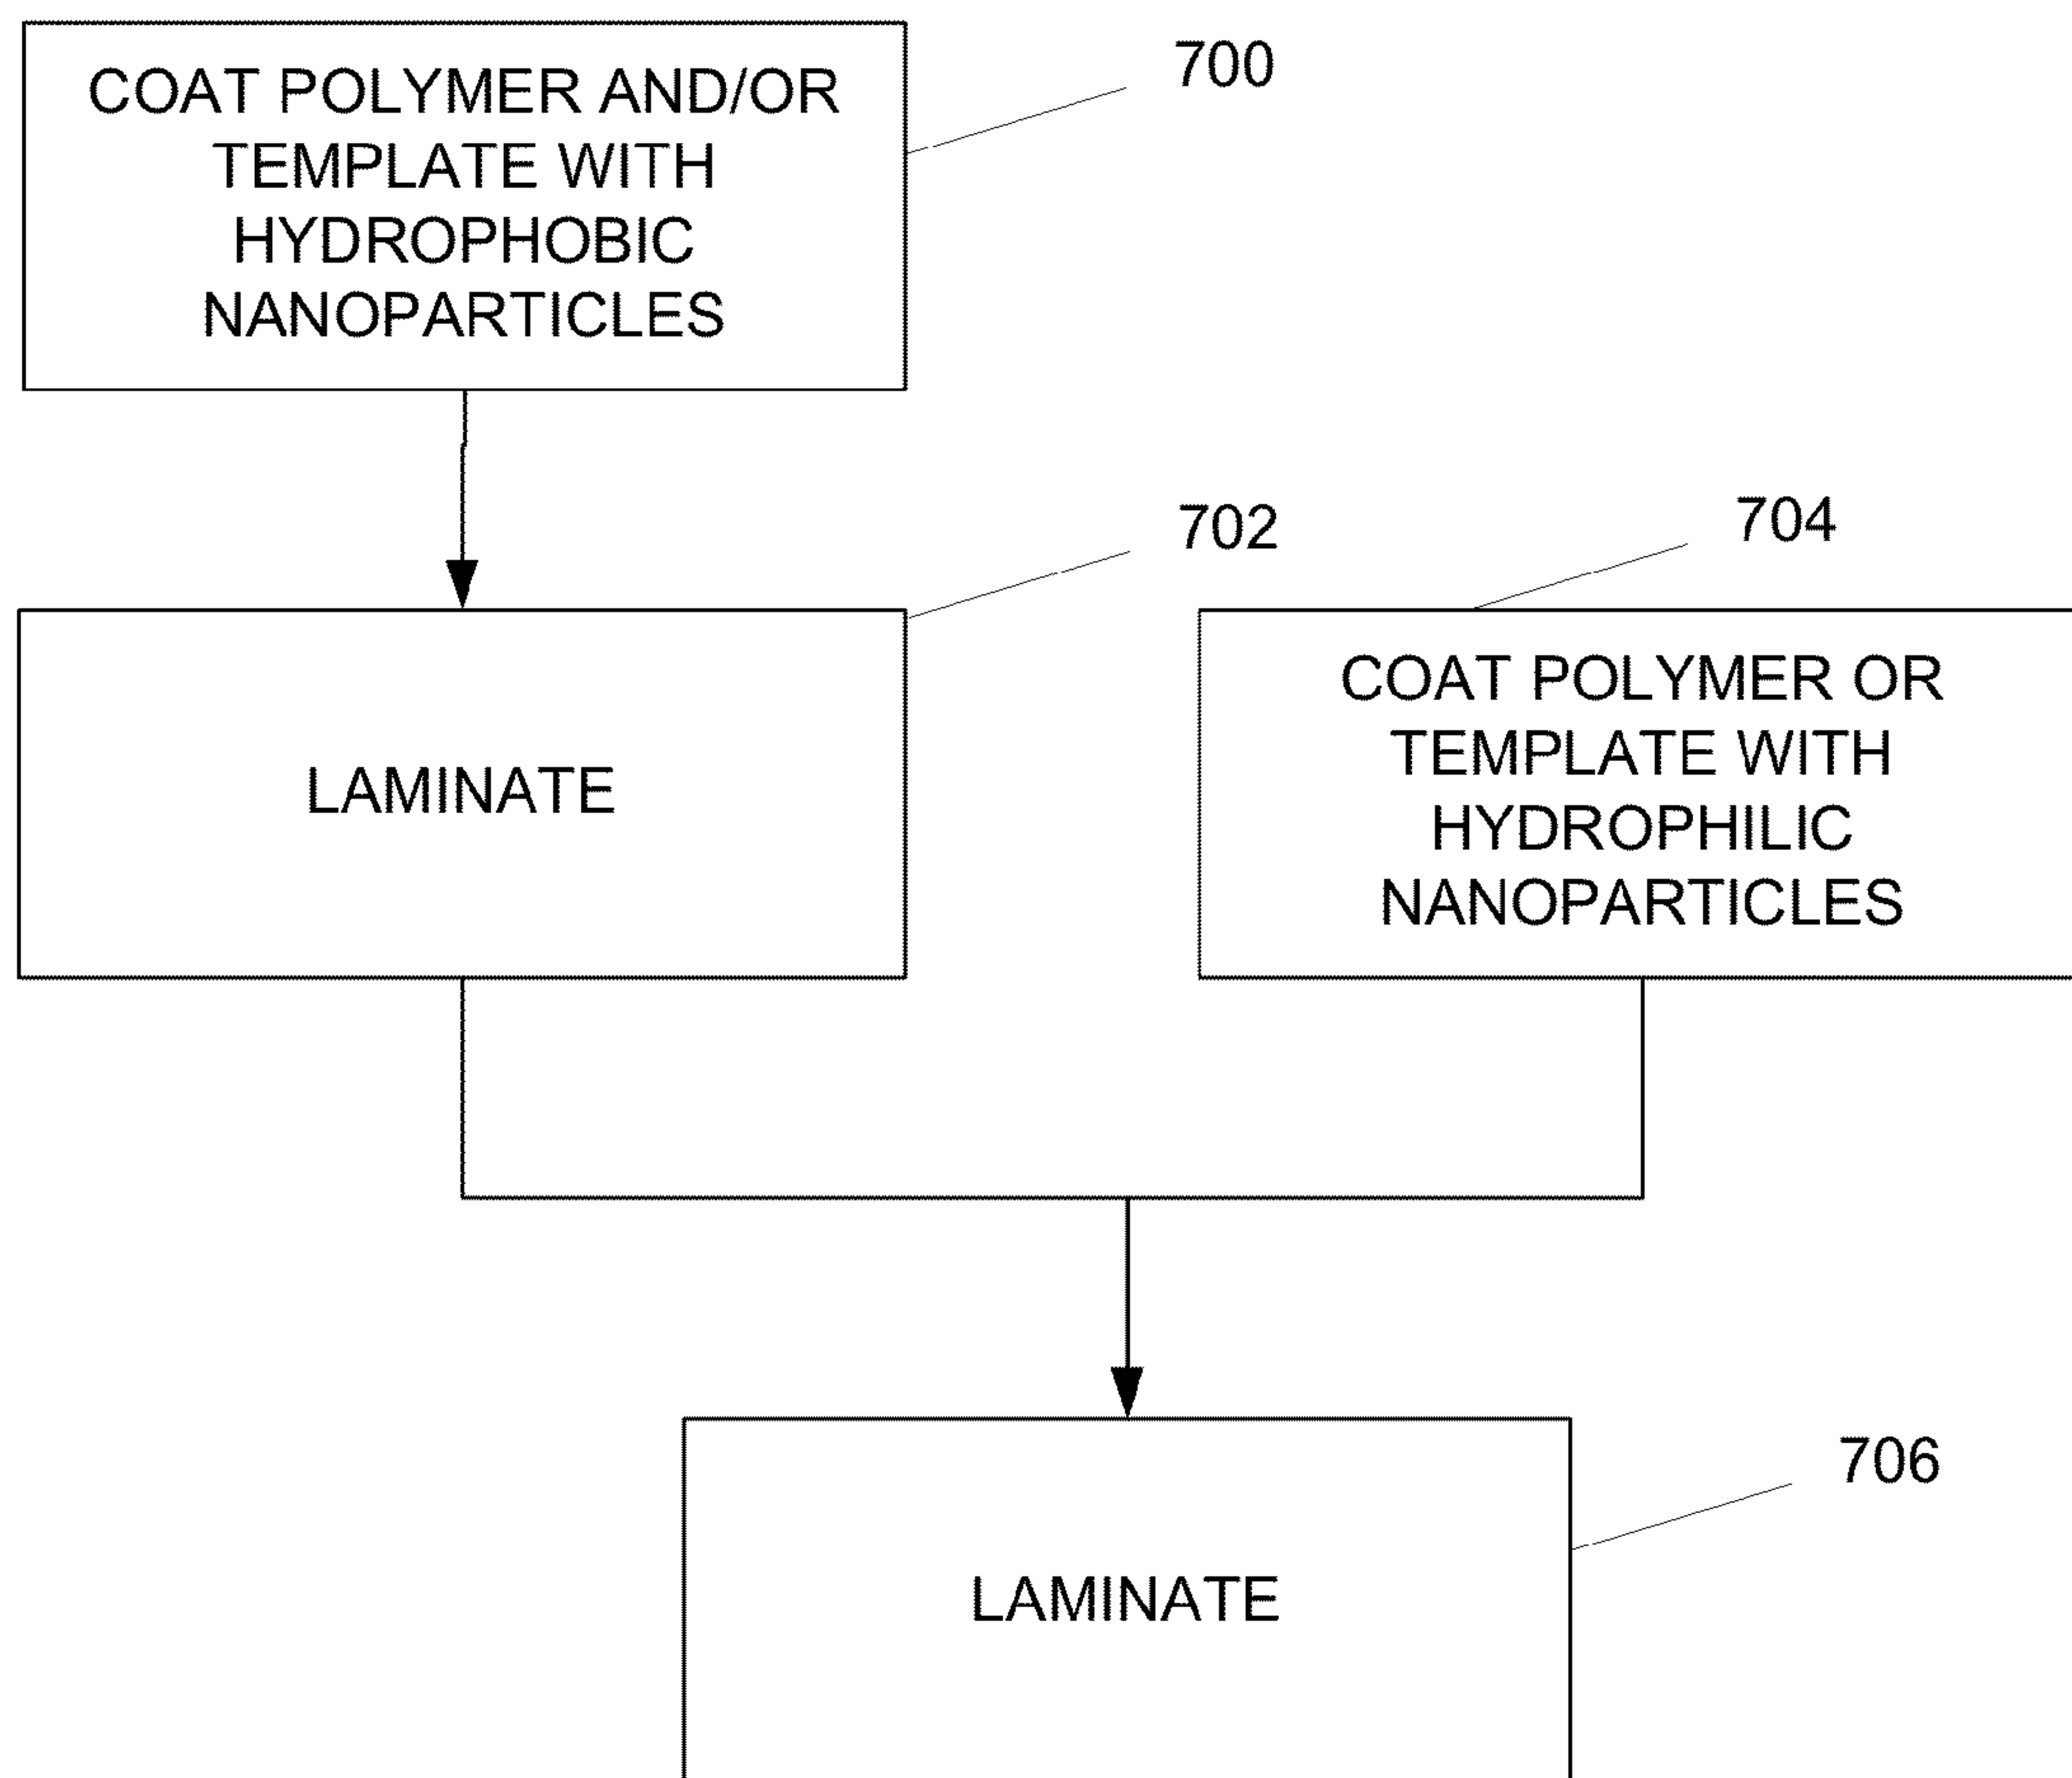 COAT POLYMER AND/OR
TEMPLATE WITH
HYDROPHOBIC
NANOPARTICLES
700
702
LAMINATE
704
COAT POLYMER OR
TEMPLATE WITH
HYDROPHILIC
NANOPARTICLES
706
LAMINATE